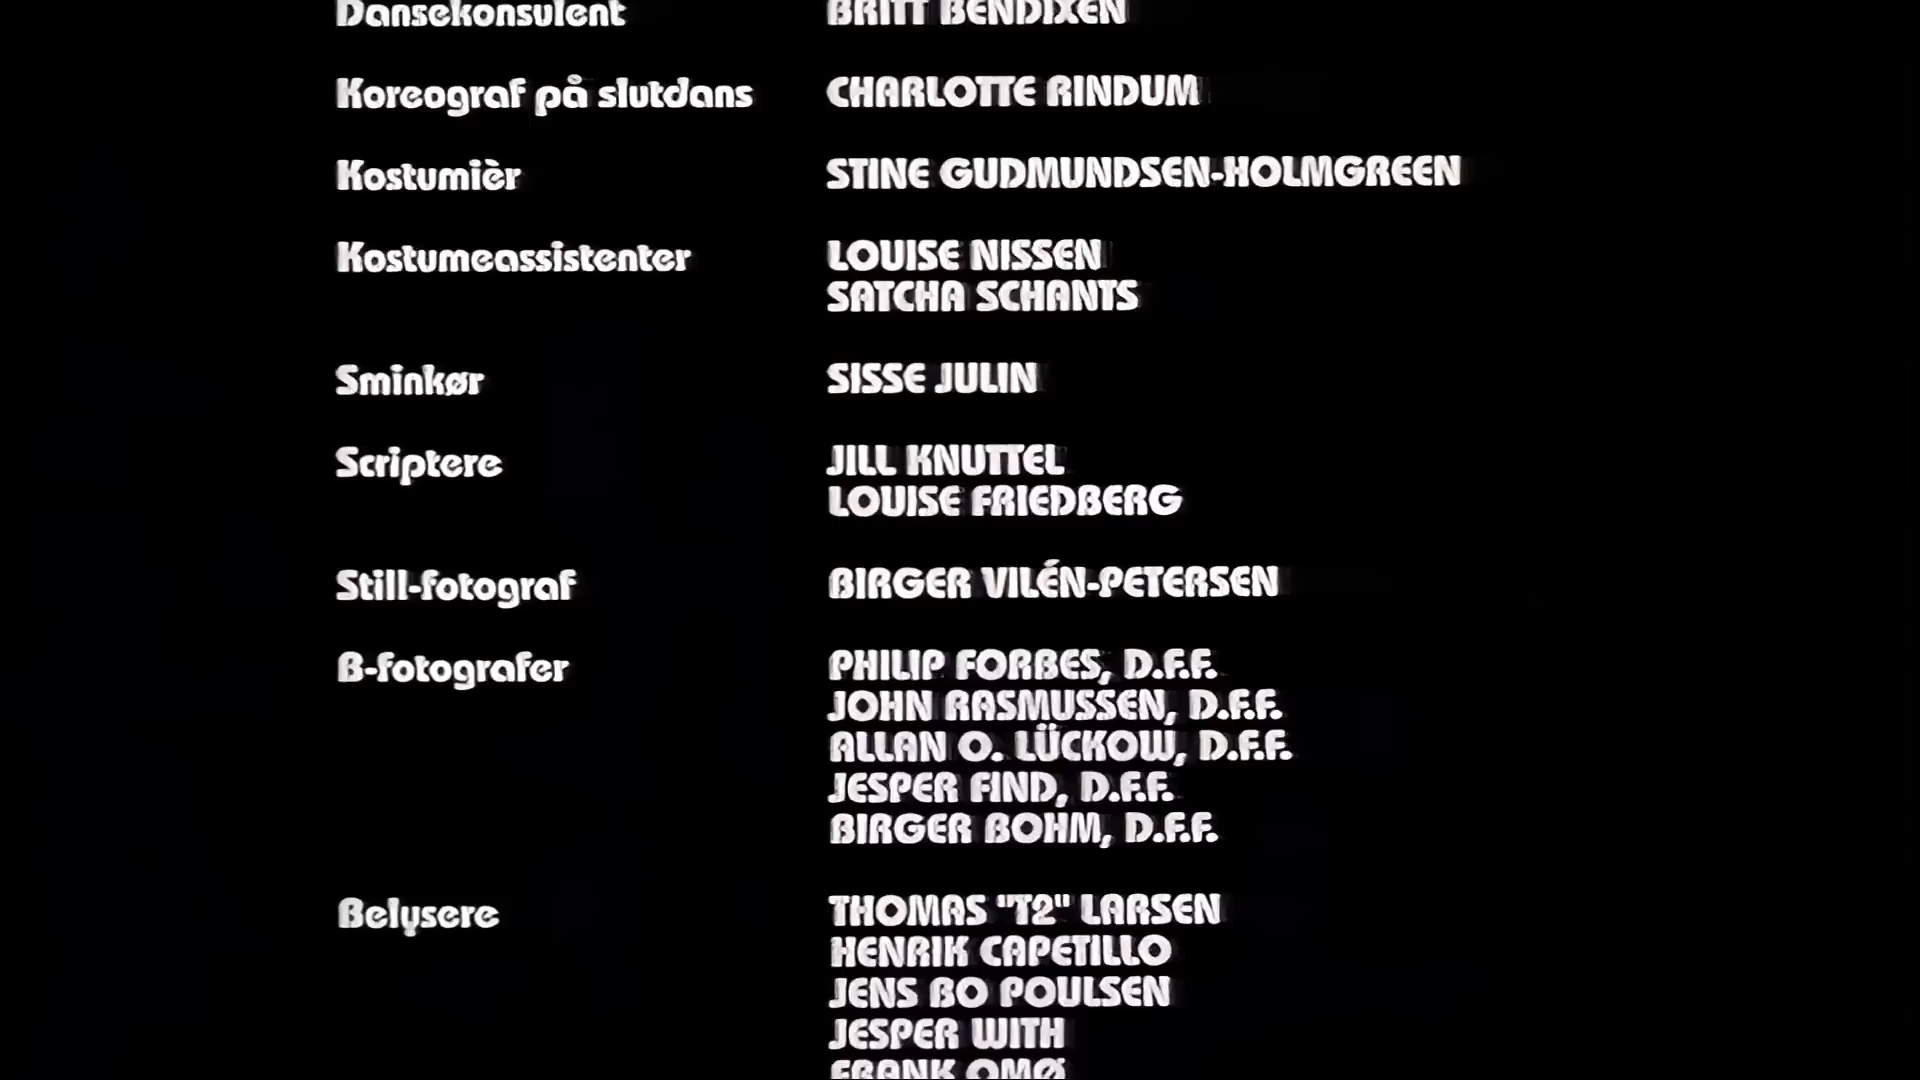 Dansekonsulent BRITT BENDIXEN
Koreograf på slutdans CHARLOTTE RINDUM
Kostumièr STINE GUDMUNDSEN-HOLMGREEN
Kostumeassistenter LOUISE NISSEN
SATCHA SCHANTS
Sminkør SISSE JULIN
Scriptere JILL KNUTTEL
LOUISE FRIEDBERG
Still-fotograf BIRGER VILÉN-PETERSEN
B-fotografer PHILIP FORBES, D.F.F.
JOHN RASMUSSEN, D.F.F.
ALLAN O. LÜCKOW, D.F.F.
JESPER FIND, D.F.F.
BIRGER BOHM, D.F.F.
Belysere THOMAS "T2" LARSEN
HENRIK CAPETILLO
JENS BO POULSEN
JESPER WITH
FRANK OMØ